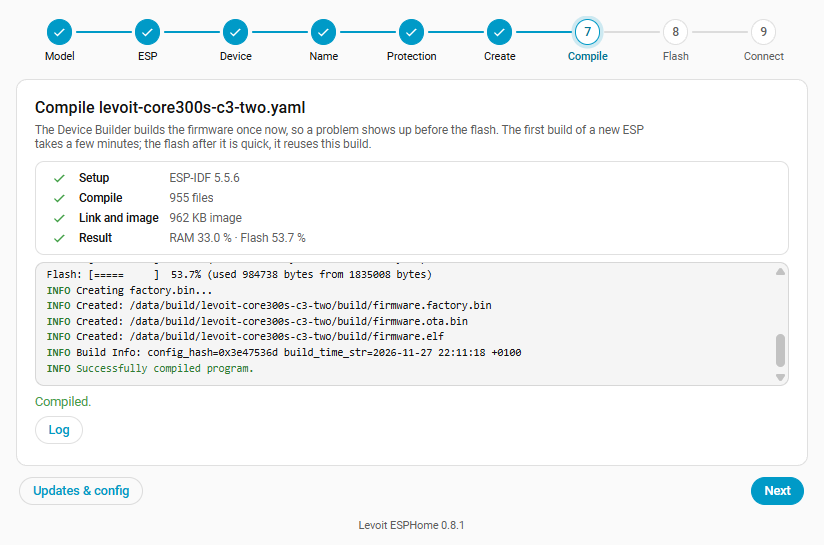 7
8
9
Model
ESP
Device
Name
Protection
Create
Compile
Flash
Connect
Compile levoit-core300s-c3-two.yaml
The Device Builder builds the firmware once now, so a problem shows up before the flash. The first build of a new ESP
takes a few minutes; the flash after it is quick, it reuses this build.
Setup ESP-IDF 5.5.6
Compile 955 files
Link and image 962 KB image
Result RAM 33.0 % · Flash 53.7 %
Flash: [=====     ]  53.7% (used 984738 bytes from 1835008 bytes)
INFO Creating factory.bin...
INFO Created: /data/build/levoit-core300s-c3-two/build/firmware.factory.bin
INFO Created: /data/build/levoit-core300s-c3-two/build/firmware.ota.bin
INFO Created: /data/build/levoit-core300s-c3-two/build/firmware.elf
INFO Build Info: config_hash=0x3e47536d build_time_str=2026-11-27 22:11:18 +0100
INFO Successfully compiled program.
Compiled.
Log
Updates & config
Next
Levoit ESPHome 0.8.1